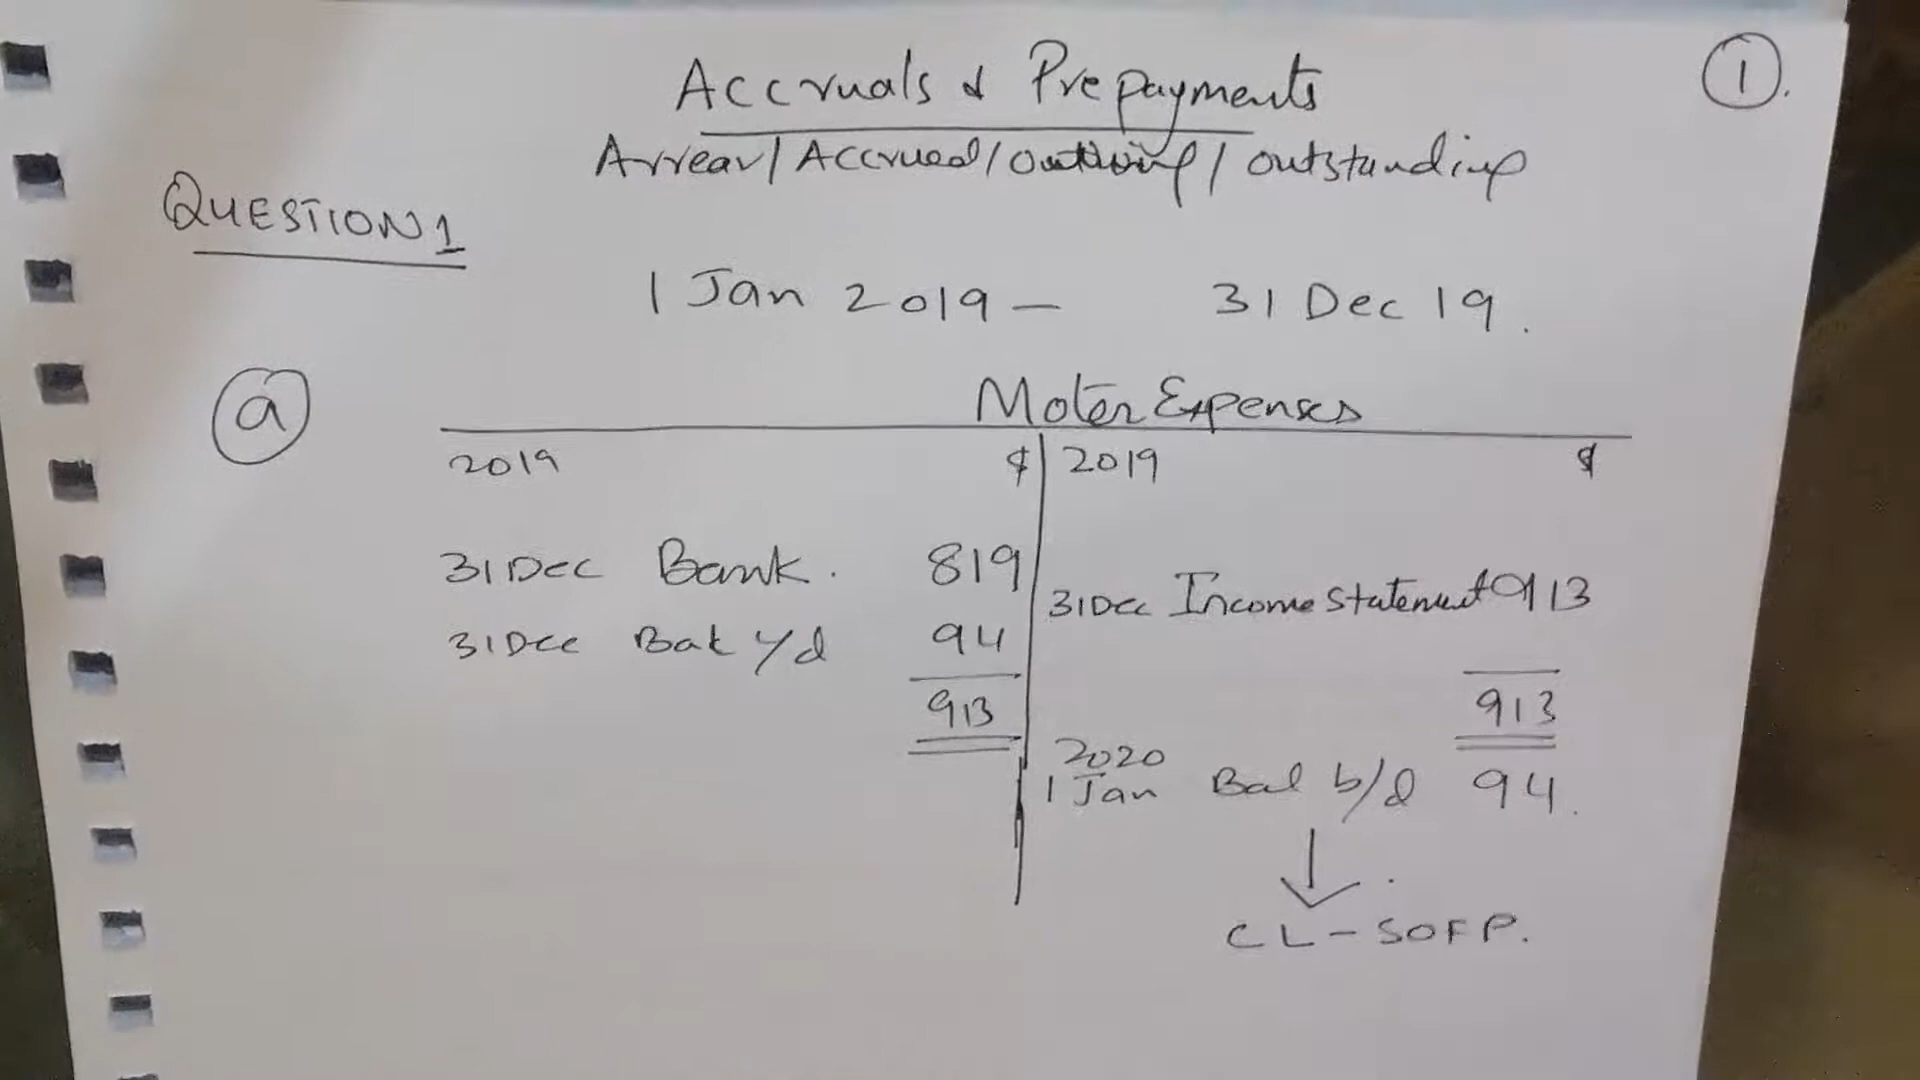 1.
Accruals & Prepayments
Arrear/Accrued/Outowing/outstanding
QUESTION 1
1 Jan 2019 – 31 Dec 19.
a
Motor Expenses
2019 $ 2019 $
31 Dec Bank. 819
31 Dec Income Statement 913
31 Dec Bal c/d 94
913 913
2020
1 Jan Bal b/d 94.
CL – SOFP.